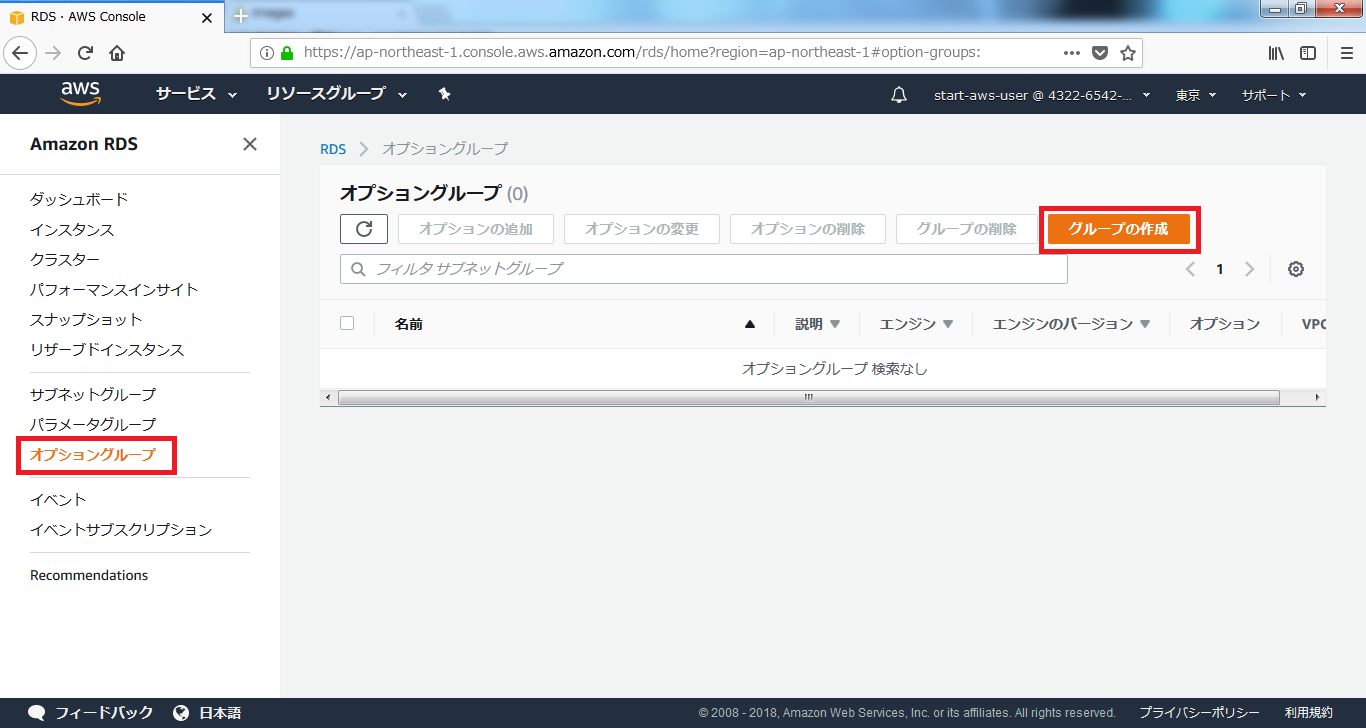 RDS · AWS Console
https://ap-northeast-1.console.aws.amazon.com/rds/home?region=ap-northeast-1#option-groups:
aws サービス リソースグループ start-aws-user @ 4322-6542-... 東京 サポート
Amazon RDS
ダッシュボード
インスタンス
クラスター
パフォーマンスインサイト
スナップショット
リザーブドインスタンス
サブネットグループ
パラメータグループ
オプショングループ
イベント
イベントサブスクリプション
Recommendations
RDS > オプショングループ
オプショングループ (0)
オプションの追加 オプションの変更 オプションの削除 グループの削除 グループの作成
フィルタ サブネットグループ 1
名前 説明 エンジン エンジンのバージョン オプション VPC
オプショングループ 検索なし
フィードバック 日本語 © 2008 - 2018, Amazon Web Services, Inc. or its affiliates. All rights reserved. プライバシーポリシー 利用規約